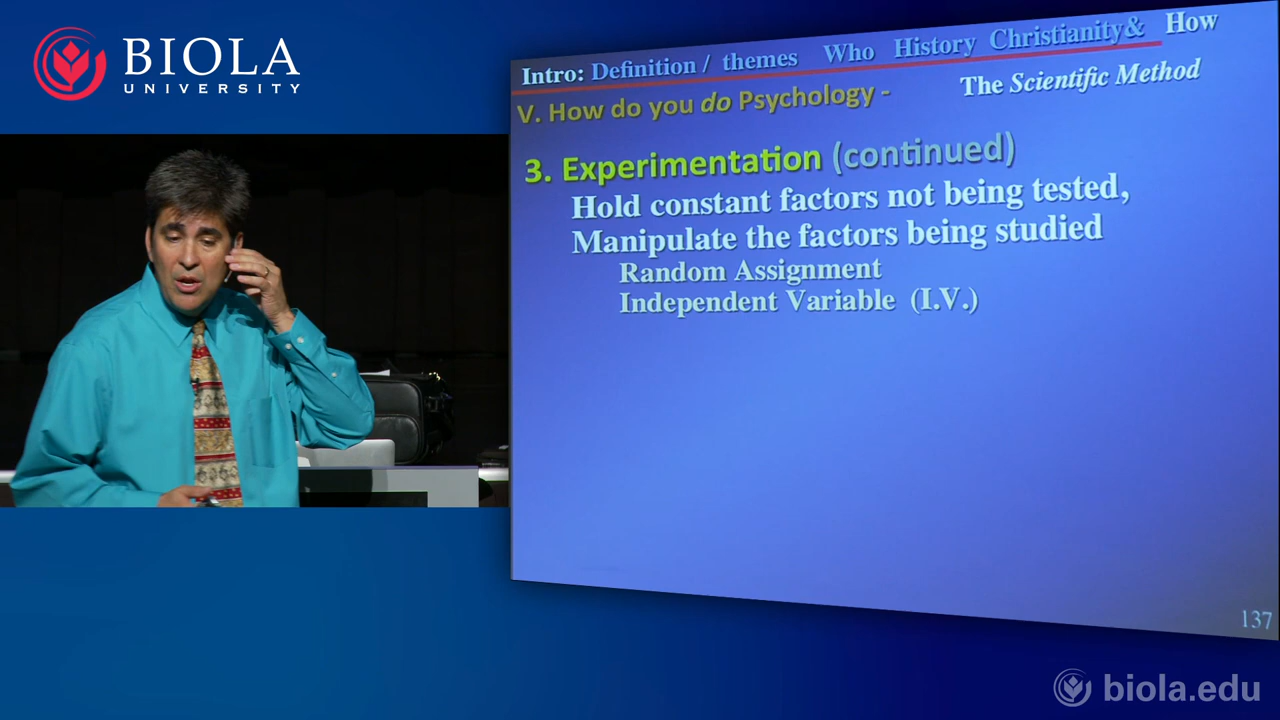 BIOLA
UNIVERSITY
Intro: Definition / themes Who History Christianity& How
V. How do you do Psychology - The Scientific Method
3. Experimentation (continued)
Hold constant factors not being tested,
Manipulate the factors being studied
Random Assignment
Independent Variable (I.V.)
137
biola.edu